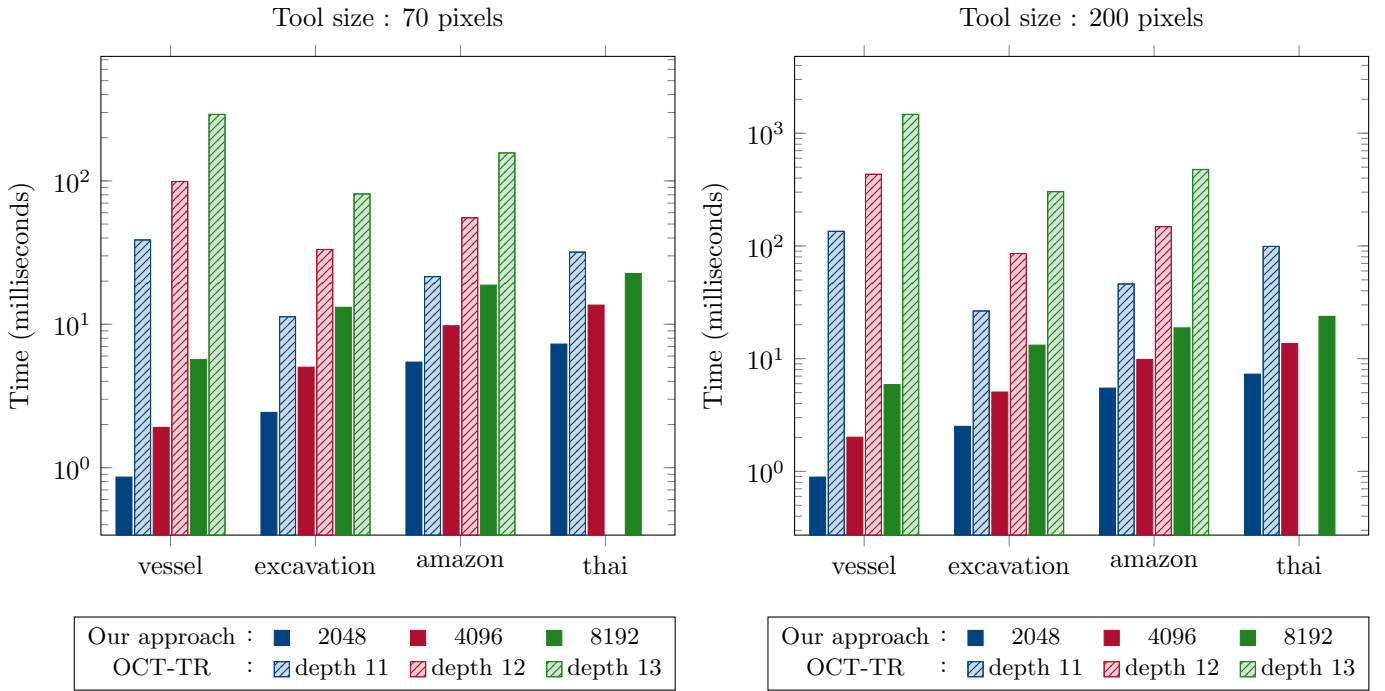 Tool size : 70 pixels
Time (milliseconds)
10^2
10^1
10^0
vessel excavation amazon thai
Our approach : 2048 4096 8192
OCT-TR : depth 11 depth 12 depth 13
Tool size : 200 pixels
Time (milliseconds)
10^3
10^2
10^1
10^0
vessel excavation amazon thai
Our approach : 2048 4096 8192
OCT-TR : depth 11 depth 12 depth 13